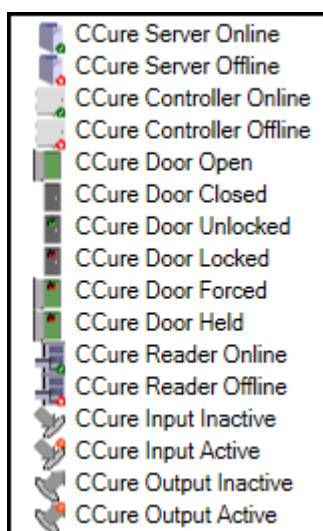 CCure Server Online
CCure Server Offline
CCure Controller Online
CCure Controller Offline
CCure Door Open
CCure Door Closed
CCure Door Unlocked
CCure Door Locked
CCure Door Forced
CCure Door Held
CCure Reader Online
CCure Reader Offline
CCure Input Inactive
CCure Input Active
CCure Output Inactive
CCure Output Active